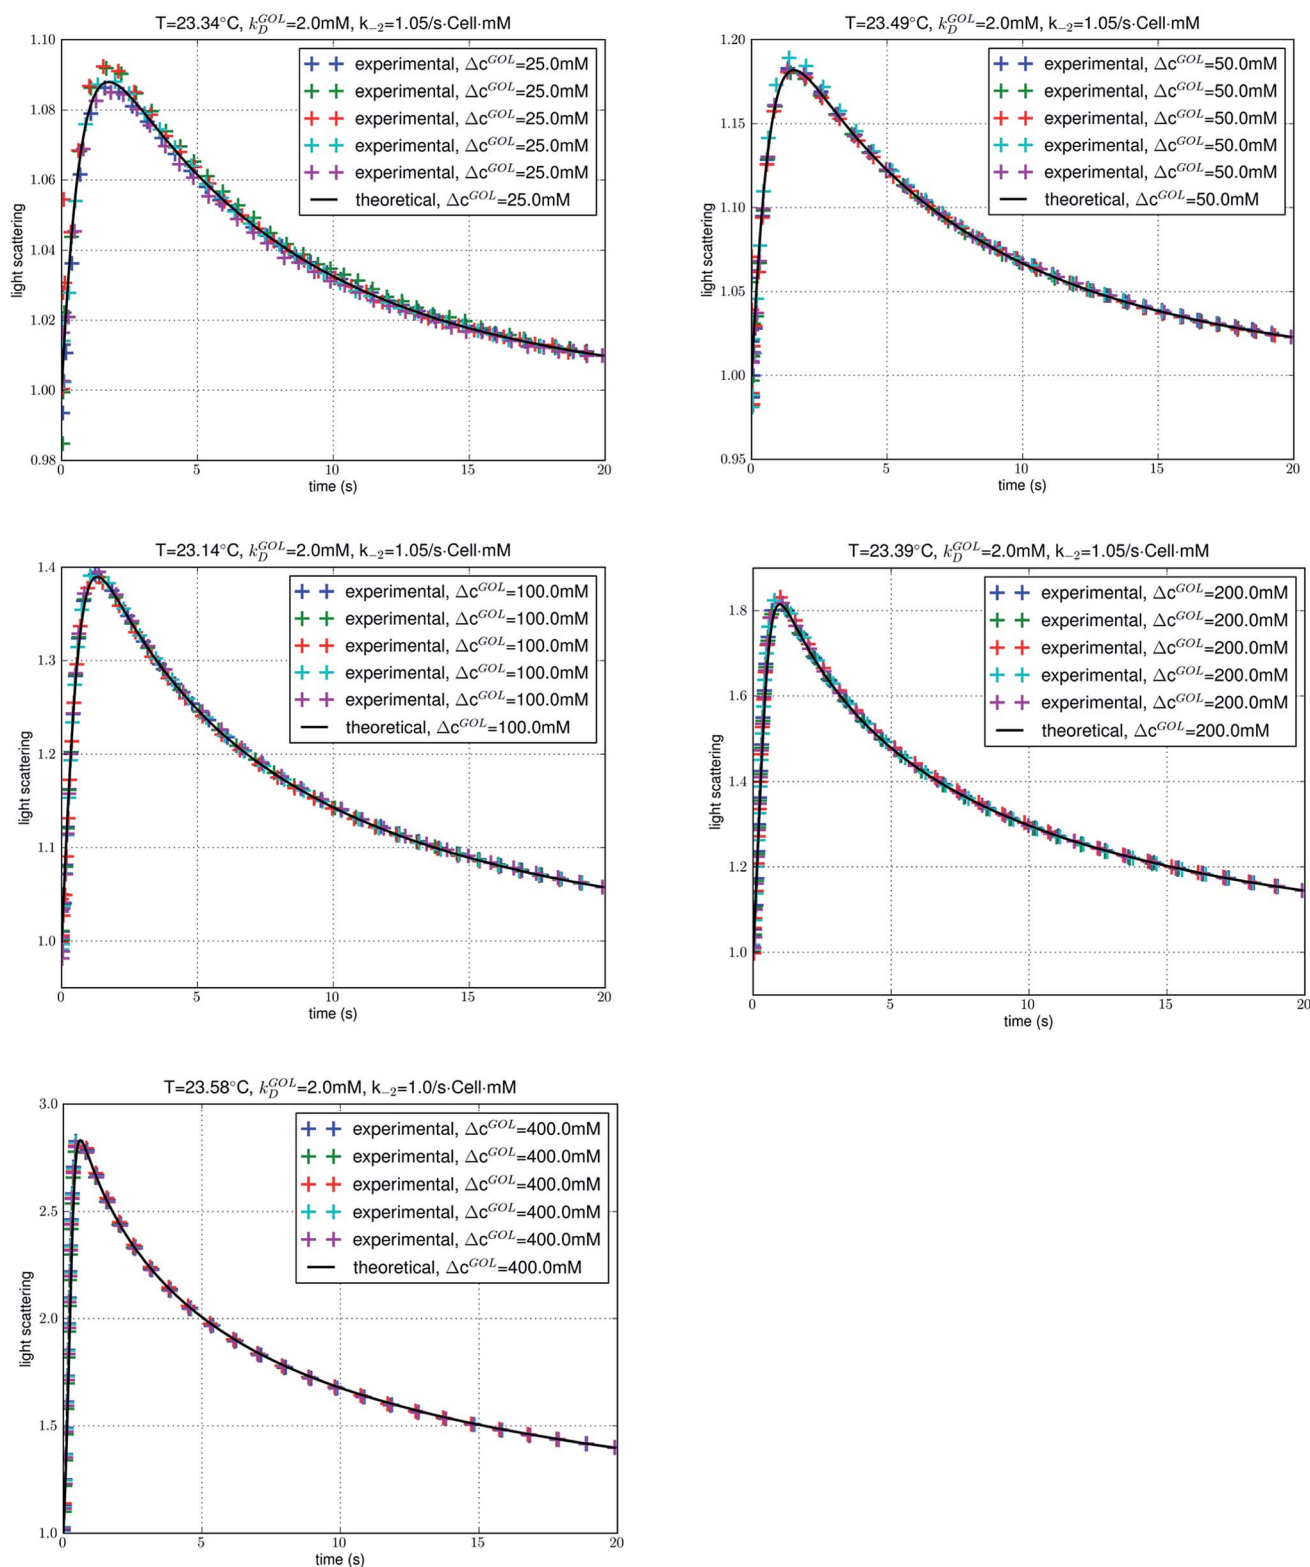 T=23.34°C, k_D^GOL=2.0mM, k₋₂=1.05/s·Cell·mM
1.10
1.08
1.06
1.04
1.02
1.00
0.98
light scattering
experimental, Δc^GOL=25.0mM
experimental, Δc^GOL=25.0mM
experimental, Δc^GOL=25.0mM
experimental, Δc^GOL=25.0mM
experimental, Δc^GOL=25.0mM
theoretical, Δc^GOL=25.0mM
0 5 10 15 20
time (s)
T=23.49°C, k_D^GOL=2.0mM, k₋₂=1.05/s·Cell·mM
1.20
1.15
1.10
1.05
1.00
0.95
light scattering
experimental, Δc^GOL=50.0mM
experimental, Δc^GOL=50.0mM
experimental, Δc^GOL=50.0mM
experimental, Δc^GOL=50.0mM
experimental, Δc^GOL=50.0mM
theoretical, Δc^GOL=50.0mM
0 5 10 15 20
time (s)
T=23.14°C, k_D^GOL=2.0mM, k₋₂=1.05/s·Cell·mM
1.4
1.3
1.2
1.1
1.0
light scattering
experimental, Δc^GOL=100.0mM
experimental, Δc^GOL=100.0mM
experimental, Δc^GOL=100.0mM
experimental, Δc^GOL=100.0mM
experimental, Δc^GOL=100.0mM
theoretical, Δc^GOL=100.0mM
0 5 10 15 20
time (s)
T=23.39°C, k_D^GOL=2.0mM, k₋₂=1.05/s·Cell·mM
1.8
1.6
1.4
1.2
1.0
light scattering
experimental, Δc^GOL=200.0mM
experimental, Δc^GOL=200.0mM
experimental, Δc^GOL=200.0mM
experimental, Δc^GOL=200.0mM
experimental, Δc^GOL=200.0mM
theoretical, Δc^GOL=200.0mM
0 5 10 15 20
time (s)
T=23.58°C, k_D^GOL=2.0mM, k₋₂=1.0/s·Cell·mM
3.0
2.5
2.0
1.5
1.0
light scattering
experimental, Δc^GOL=400.0mM
experimental, Δc^GOL=400.0mM
experimental, Δc^GOL=400.0mM
experimental, Δc^GOL=400.0mM
experimental, Δc^GOL=400.0mM
theoretical, Δc^GOL=400.0mM
0 5 10 15 20
time (s)